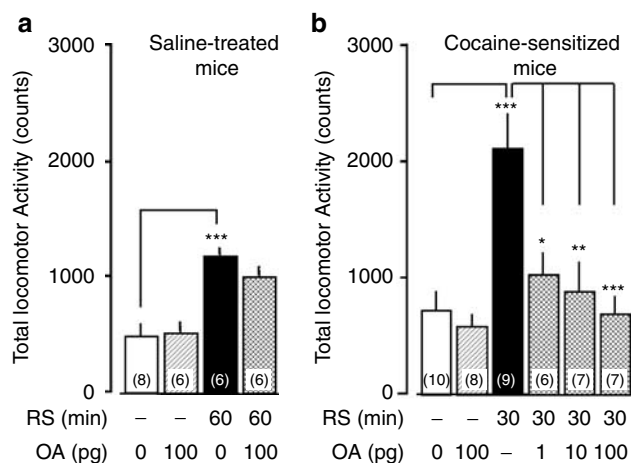 a
Saline-treated
mice
Total locomotor Activity (counts)
3000
2000
1000
0
***
(8) (6) (6) (6)
RS (min) – – 60 60
OA (pg) 0 100 0 100
b
Cocaine-sensitized
mice
Total locomotor Activity (counts)
3000
2000
1000
0
***
*
**
***
(10) (8) (9) (6) (7) (7)
RS (min) – – 30 30 30 30
OA (pg) 0 100 – 1 10 100